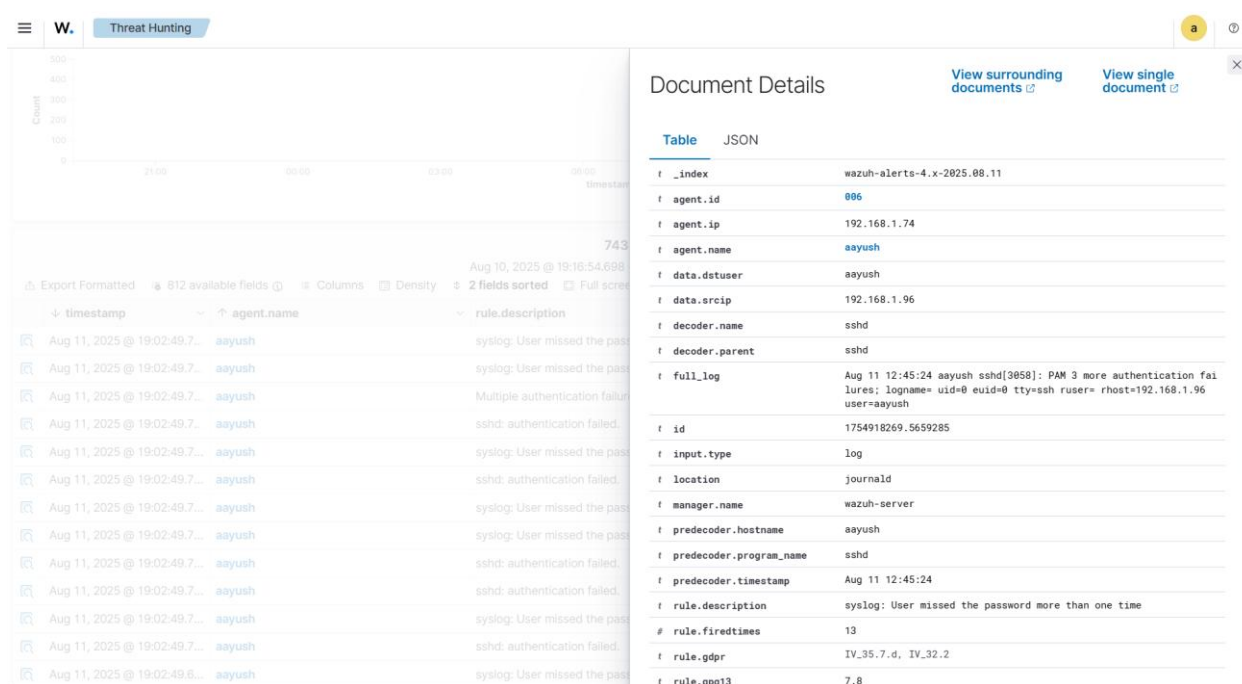 W. Threat Hunting a
500
400
300
200
100
0
Count
21:00 00:00 03:00 06:00
timestam
743
Aug 10, 2025 @ 19:16:54.698
Export Formatted 812 available fields Columns Density 2 fields sorted Full scree
timestamp agent.name rule.description
Aug 11, 2025 @ 19:02:49.7... aayush syslog: User missed the pass
Aug 11, 2025 @ 19:02:49.7... aayush syslog: User missed the pass
Aug 11, 2025 @ 19:02:49.7... aayush Multiple authentication failur
Aug 11, 2025 @ 19:02:49.7... aayush sshd: authentication failed.
Aug 11, 2025 @ 19:02:49.7... aayush syslog: User missed the pass
Aug 11, 2025 @ 19:02:49.7... aayush sshd: authentication failed.
Aug 11, 2025 @ 19:02:49.7... aayush syslog: User missed the pass
Aug 11, 2025 @ 19:02:49.7... aayush syslog: User missed the pass
Aug 11, 2025 @ 19:02:49.7... aayush sshd: authentication failed.
Aug 11, 2025 @ 19:02:49.7... aayush sshd: authentication failed.
Aug 11, 2025 @ 19:02:49.7... aayush syslog: User missed the pass
Aug 11, 2025 @ 19:02:49.7... aayush sshd: authentication failed.
Aug 11, 2025 @ 19:02:49.6... aayush syslog: User missed the pass
Document Details
View surrounding documents
View single document
Table JSON
t _index wazuh-alerts-4.x-2025.08.11
t agent.id 006
t agent.ip 192.168.1.74
t agent.name aayush
t data.dstuser aayush
t data.srcip 192.168.1.96
t decoder.name sshd
t decoder.parent sshd
t full_log Aug 11 12:45:24 aayush sshd[3058]: PAM 3 more authentication fai
lures; logname= uid=0 euid=0 tty=ssh ruser= rhost=192.168.1.96
user=aayush
t id 1754918269.5659285
t input.type log
t location journald
t manager.name wazuh-server
t predecoder.hostname aayush
t predecoder.program_name sshd
t predecoder.timestamp Aug 11 12:45:24
t rule.description syslog: User missed the password more than one time
# rule.firedtimes 13
t rule.gdpr IV_35.7.d, IV_32.2
t rule.gpg13 7.8